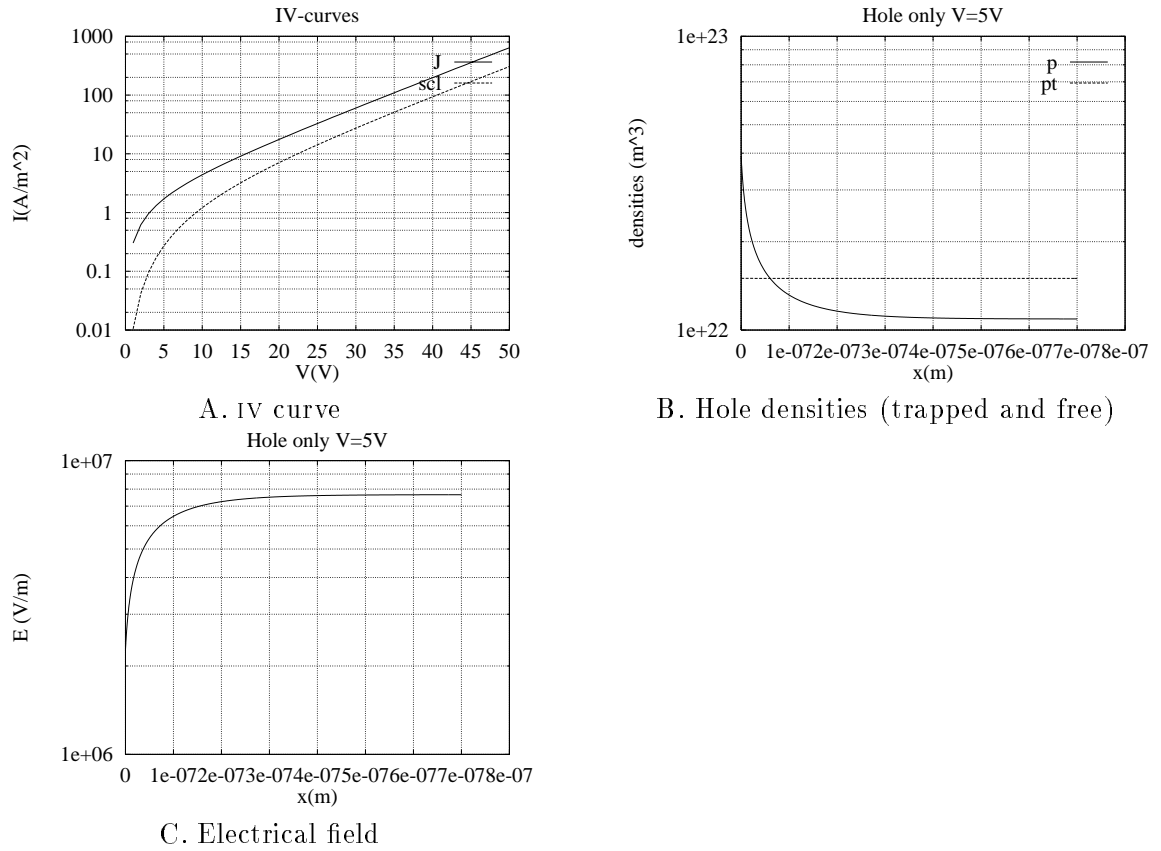 IV-curves
1000
100
10
1
0.1
0.01
I(A/m^2)
J
scl
0 5 10 15 20 25 30 35 40 45 50
V(V)
A. IV curve
Hole only V=5V
1e+23
1e+22
densities (m^3)
p
pt
0 1e-072e-073e-074e-075e-076e-077e-078e-07
x(m)
B. Hole densities (trapped and free)
Hole only V=5V
1e+07
1e+06
E (V/m)
0 1e-072e-073e-074e-075e-076e-077e-078e-07
x(m)
C. Electrical field